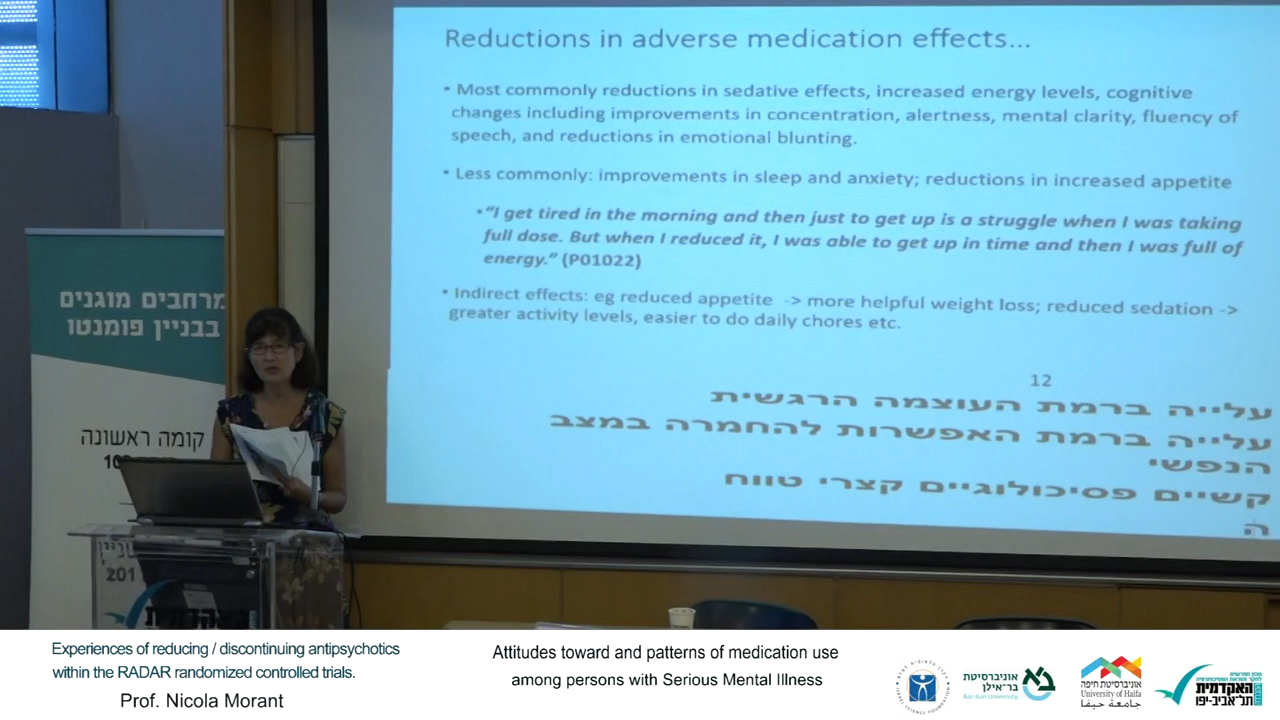 Reductions in adverse medication effects...
• Most commonly reductions in sedative effects, increased energy levels, cognitive
changes including improvements in concentration, alertness, mental clarity, fluency of
speech, and reductions in emotional blunting.
• Less commonly: improvements in sleep and anxiety; reductions in increased appetite
•"I get tired in the morning and then just to get up is a struggle when I was taking
full dose. But when I reduced it, I was able to get up in time and then I was full of
energy." (P01022)
• Indirect effects: eg reduced appetite -> more helpful weight loss; reduced sedation ->
greater activity levels, easier to do daily chores etc.
12
עלייה ברמת העוצמה הרגשית
עלייה ברמת האפשרות להחמרה במצב
הנפשי
קשיים פסיכולוגיים קצרי טווח
ה
מרחבים מוגנים
בבניין פומנטו
קומה ראשונה
Experiences of reducing / discontinuing antipsychotics
within the RADAR randomized controlled trials.
Prof. Nicola Morant
Attitudes toward and patterns of medication use
among persons with Serious Mental Illness
אוניברסיטת
בר-אילן
Bar-Ilan University
אוניברסיטת חיפה
University of Haifa
جامعة حيفا
האקדמית
תל-אביב-יפו